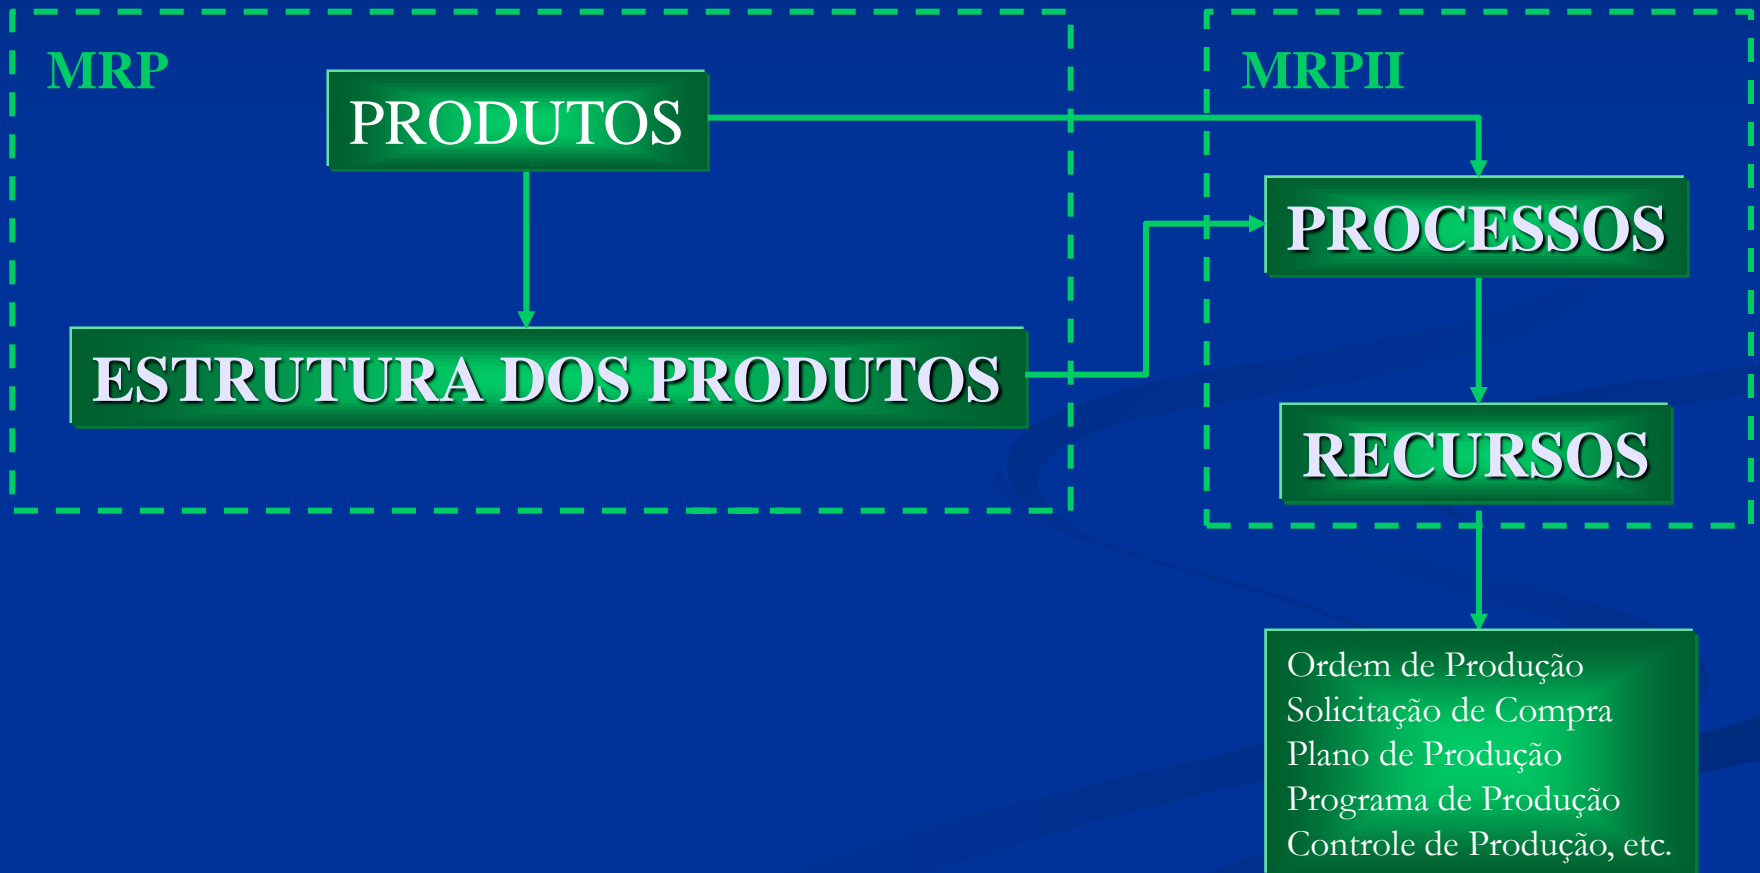 MRP
PRODUTOS
ESTRUTURA DOS PRODUTOS
MRPII
PROCESSOS
RECURSOS
Ordem de Produção
Solicitação de Compra
Plano de Produção
Programa de Produção
Controle de Produção, etc.